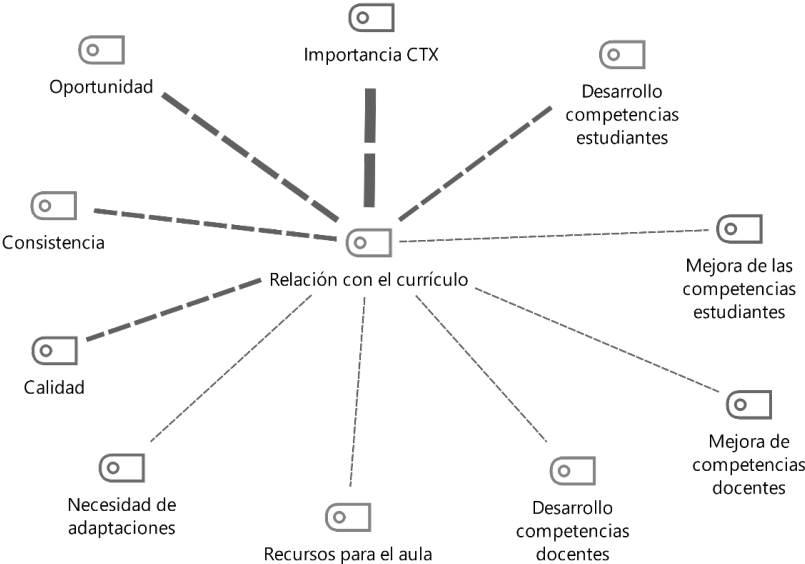 Importancia CTX
Oportunidad
Desarrollo
competencias
estudiantes
Consistencia
Relación con el currículo
Mejora de las
competencias
estudiantes
Calidad
Mejora de
competencias
docentes
Necesidad de
adaptaciones
Recursos para el aula
Desarrollo
competencias
docentes